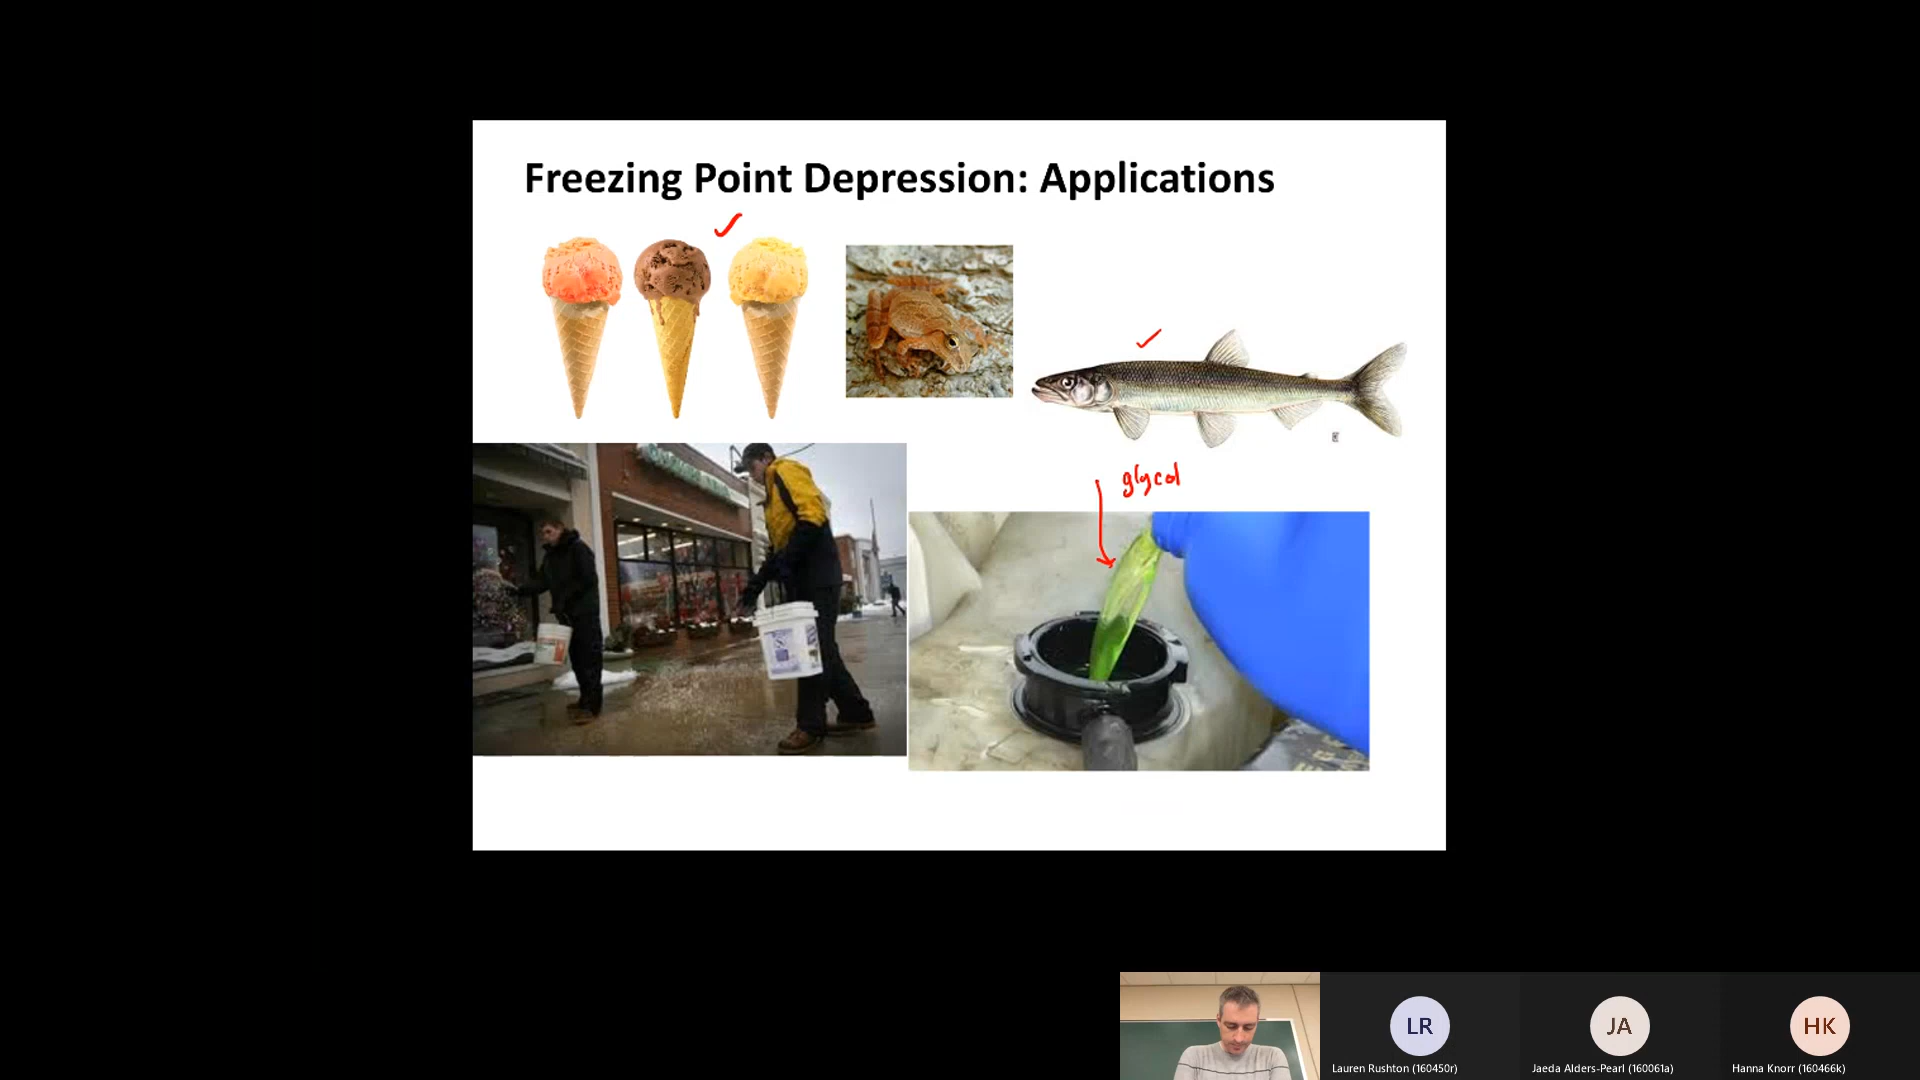 Freezing Point Depression: Applications
glycol
LR
JA
HK
Lauren Rushton (160450r)
Jaeda Alders-Pearl (160061a)
Hanna Knorr (160466k)